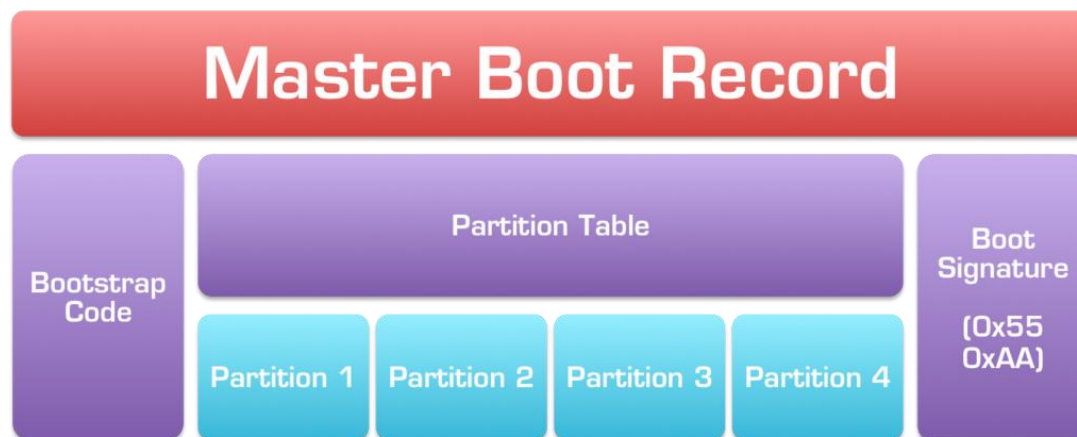 Master Boot Record
Bootstrap
Code
Partition Table
Partition 1
Partition 2
Partition 3
Partition 4
Boot
Signature
(0x55
0xAA)